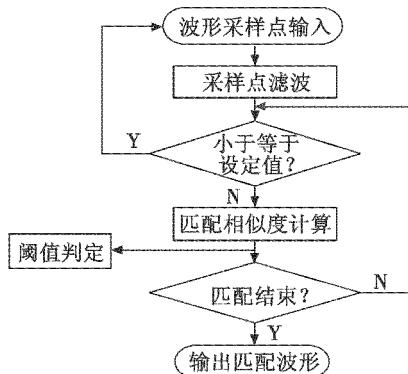 波形采样点输入
采样点滤波
Y
小于等于
设定值？
N
匹配相似度计算
阈值判定
匹配结束？
N
Y
输出匹配波形